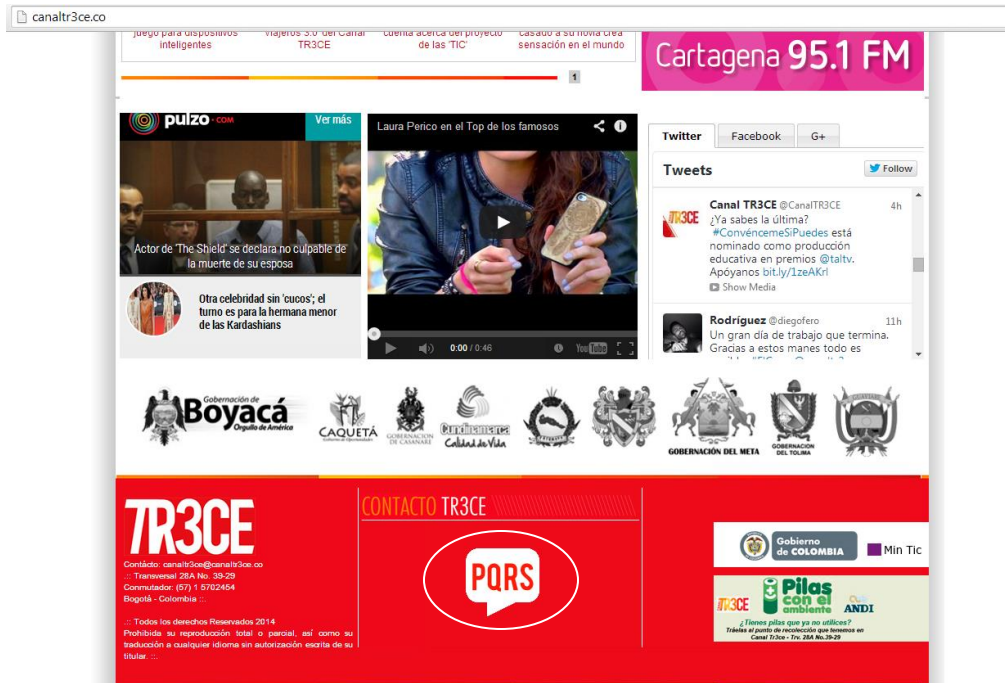 canaltr3ce.co
juego para dispositivos
inteligentes
viajeros 3.0' del Canal
TR3CE
cuenta acerca del proyecto
de las 'TIC'
casado a su novia crea
sensación en el mundo
1
Cartagena 95.1 FM
pulzo.COM
Ver más
Actor de 'The Shield' se declara no culpable de
la muerte de su esposa
Otra celebridad sin 'cucos'; el
turno es para la hermana menor
de las Kardashians
Laura Perico en el Top de los famosos
0:00 / 0:46
YouTube
Twitter
Facebook
G+
Tweets
Follow
TR3CE
Canal TR3CE @CanalTR3CE
4h
¿Ya sabes la última?
#ConvéncemeSiPuedes está
nominado como producción
educativa en premios @taltv.
Apóyanos bit.ly/1zeAKrl
Show Media
Rodríguez @diegofero
11h
Un gran día de trabajo que termina.
Gracias a estos manes todo es
Gobernación de
Boyacá
Orgullo de América
CAQUETÁ
Gobierno de Oportunidades
GOBERNACION
DE CASANARE
Cundinamarca
Calidad de Vida
GOBERNACIÓN DEL META
GOBERNACION
DEL TOLIMA
TR3CE
Contácto: canaltr3ce@canaltr3ce.co
.:: Transversal 28A No. 39-29
Conmutador: (57) 1 5702454
Bogotá - Colombia ::.
.:: Todos los derechos Reservados 2014
Prohibida su reproducción total o parcial, así como su
traducción a cualquier idioma sin autorización escrita de su
titular. ::.
CONTACTO TR3CE
PQRS
Gobierno
de COLOMBIA
Min Tic
TR3CE
Pilas
con el
ambiente
ANDI
¿Tienes pilas que ya no utilices?
Tráelas al punto de recolección que tenemos en
Canal Tr3ce - Trv. 28A No.39-29